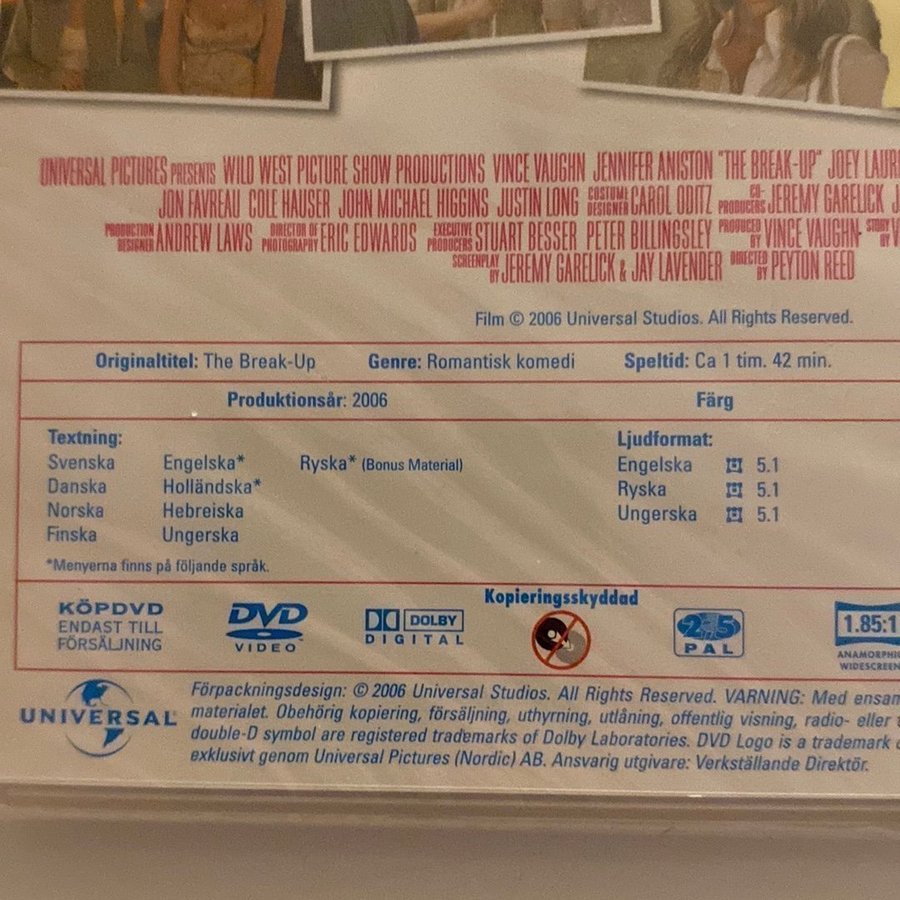 UNIVERSAL PICTURES PRESENTS WILD WEST PICTURE SHOW PRODUCTIONS VINCE VAUGHN JENNIFER ANISTON "THE BREAK-UP" JOEY
JON FAVREAU COLE HAUSER JOHN MICHAEL HIGGINS JUSTIN LONG COSTUME DESIGNER CAROL ODITZ CO-PRODUCERS JEREMY GARELICK
PRODUCTION DESIGNER ANDREW LAWS DIRECTOR OF PHOTOGRAPHY ERIC EDWARDS EXECUTIVE PRODUCERS STUART BESSER PETER BILLINGSLEY PRODUCED BY VINCE VAUGHN STORY BY
SCREENPLAY BY JEREMY GARELICK & JAY LAVENDER DIRECTED BY PEYTON REED
Film © 2006 Universal Studios. All Rights Reserved.
Originaltitel: The Break-Up Genre: Romantisk komedi Speltid: Ca 1 tim. 42 min.
Produktionsår: 2006 Färg
Textning: Ljudformat:
Svenska Engelska* Ryska* (Bonus Material) Engelska 5.1
Danska Holländska* Ryska 5.1
Norska Hebreiska Ungerska 5.1
Finska Ungerska
*Menyerna finns på följande språk.
Kopieringsskyddad
KÖPDVD
ENDAST TILL
FÖRSÄLJNING
DVD
VIDEO
DOLBY
DIGITAL
2 5
PAL
1.85:1
ANAMORPHIC
WIDESCREEN
UNIVERSAL
Förpackningsdesign: © 2006 Universal Studios. All Rights Reserved. VARNING: Med ensam
materialet. Obehörig kopiering, försäljning, uthyrning, utlåning, offentlig visning, radio- eller
double-D symbol are registered trademarks of Dolby Laboratories. DVD Logo is a trademark
exklusivt genom Universal Pictures (Nordic) AB. Ansvarig utgivare: Verkställande Direktör.